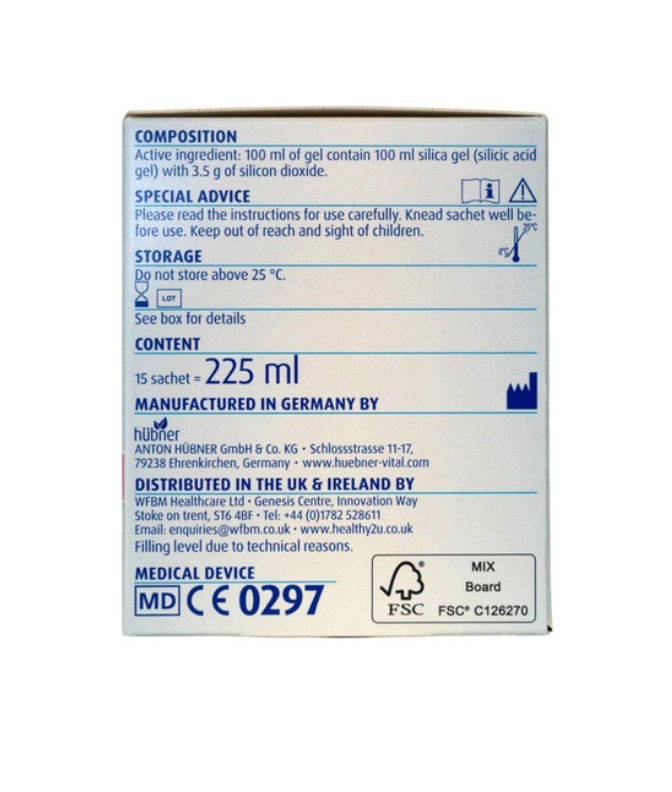 COMPOSITION
Active ingredient: 100 ml of gel contain 100 ml silica gel (silicic acid
gel) with 3.5 g of silicon dioxide.
SPECIAL ADVICE
Please read the instructions for use carefully. Knead sachet well be-
fore use. Keep out of reach and sight of children.
25°C
4°C
STORAGE
Do not store above 25 °C.
LOT
See box for details
CONTENT
15 sachet = 225 ml
MANUFACTURED IN GERMANY BY
hübner
ANTON HÜBNER GmbH & Co. KG • Schlossstrasse 11-17,
79238 Ehrenkirchen, Germany • www.huebner-vital.com
DISTRIBUTED IN THE UK & IRELAND BY
WFBM Healthcare Ltd • Genesis Centre, Innovation Way
Stoke on trent, ST6 4BF • Tel: +44 (0)1782 528611
Email: enquiries@wfbm.co.uk • www.healthy2u.co.uk
Filling level due to technical reasons.
MEDICAL DEVICE
MD CE 0297
FSC
MIX
Board
FSC® C126270